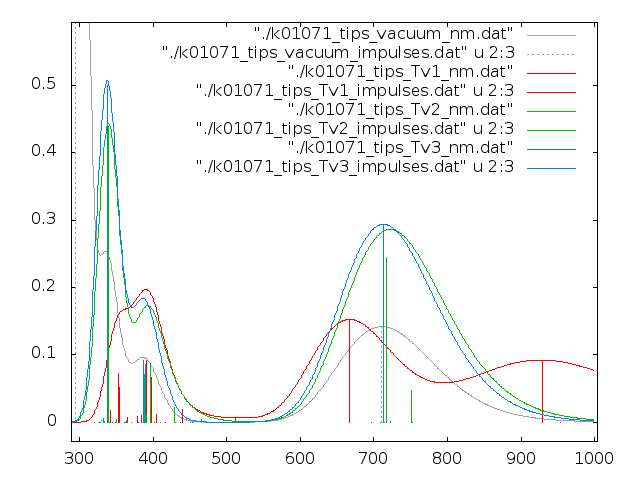 "./k01071_tips_vacuum_nm.dat"
"./k01071_tips_vacuum_impulses.dat" u 2:3
"./k01071_tips_Tv1_nm.dat"
"./k01071_tips_Tv1_impulses.dat" u 2:3
"./k01071_tips_Tv2_nm.dat"
"./k01071_tips_Tv2_impulses.dat" u 2:3
"./k01071_tips_Tv3_nm.dat"
"./k01071_tips_Tv3_impulses.dat" u 2:3
0.5
0.4
0.3
0.2
0.1
0
300 400 500 600 700 800 900 1000